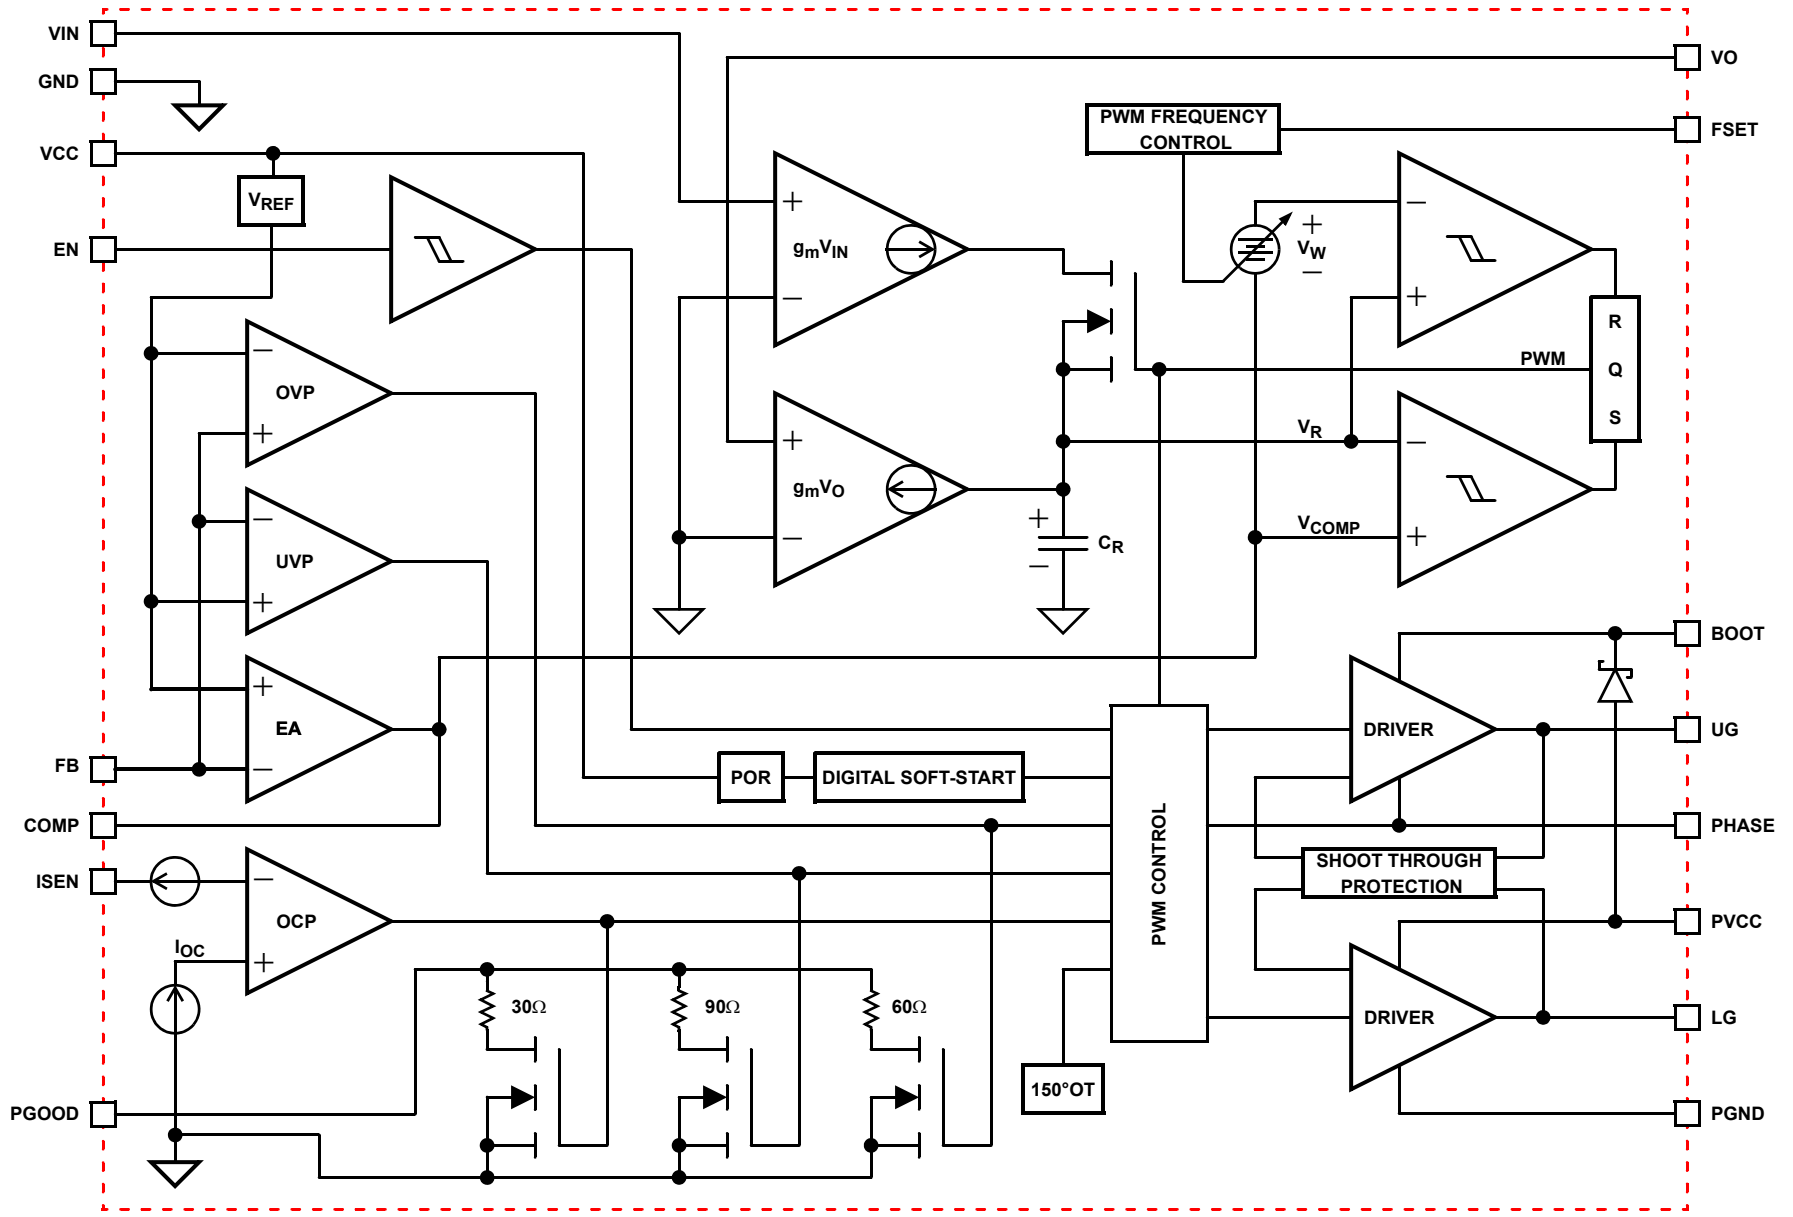 VIN
VO
GND
PWM FREQUENCY
CONTROL
FSET
VCC
VREF
+
−
+
gmVIN
VW
−
EN
+
−
−
R
OVP
PWM
Q
+
+
VR
−
S
gmVO
−
+
VCOMP
UVP
−
CR
+
−
+
BOOT
+
EA
DRIVER
UG
FB
−
POR
DIGITAL SOFT-START
COMP
PHASE
SHOOT THROUGH
PROTECTION
ISEN
−
PWM CONTROL
OCP
PVCC
IOC
+
30Ω
90Ω
60Ω
DRIVER
LG
150°OT
PGOOD
PGND